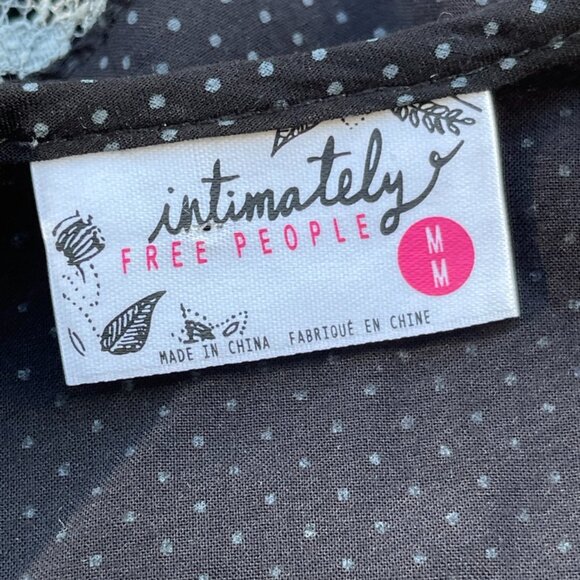 intimately
FREE PEOPLE
M
M
MADE IN CHINA FABRIQUÉ EN CHINE